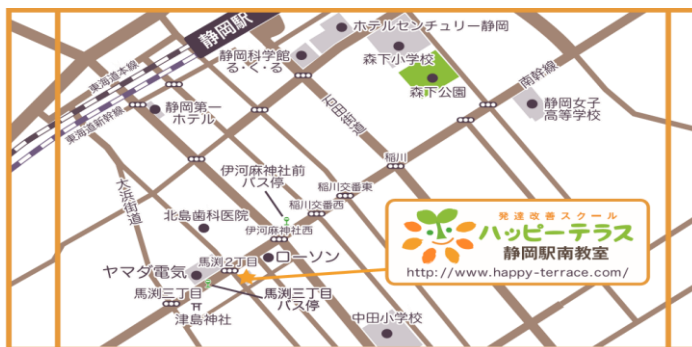 静岡駅
ホテルセンチュリー静岡
静岡科学館
る・く・る
森下小学校
森下公園
南幹線
東海道本線
東海道新幹線
静岡第一
ホテル
石田街道
静岡女子
高等学校
稲川
伊河麻神社前
バス停
稲川交番東
稲川交番西
太浜街道
北島歯科医院
伊河麻神社西
発達改善スクール
ハッピーテラス
静岡駅南教室
http://www.happy-terrace.com/
馬渕2丁目
ローソン
ヤマダ電気
馬渕三丁目
馬渕三丁目
バス停
津島神社
中田小学校